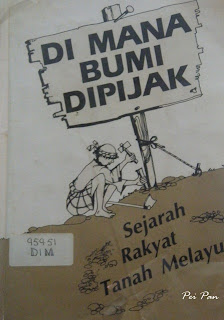 DI MANA
BUMI
DIPIJAK
959 51
DIM
Sejarah
Rakyat
Tanah Melayu
Pei Pan